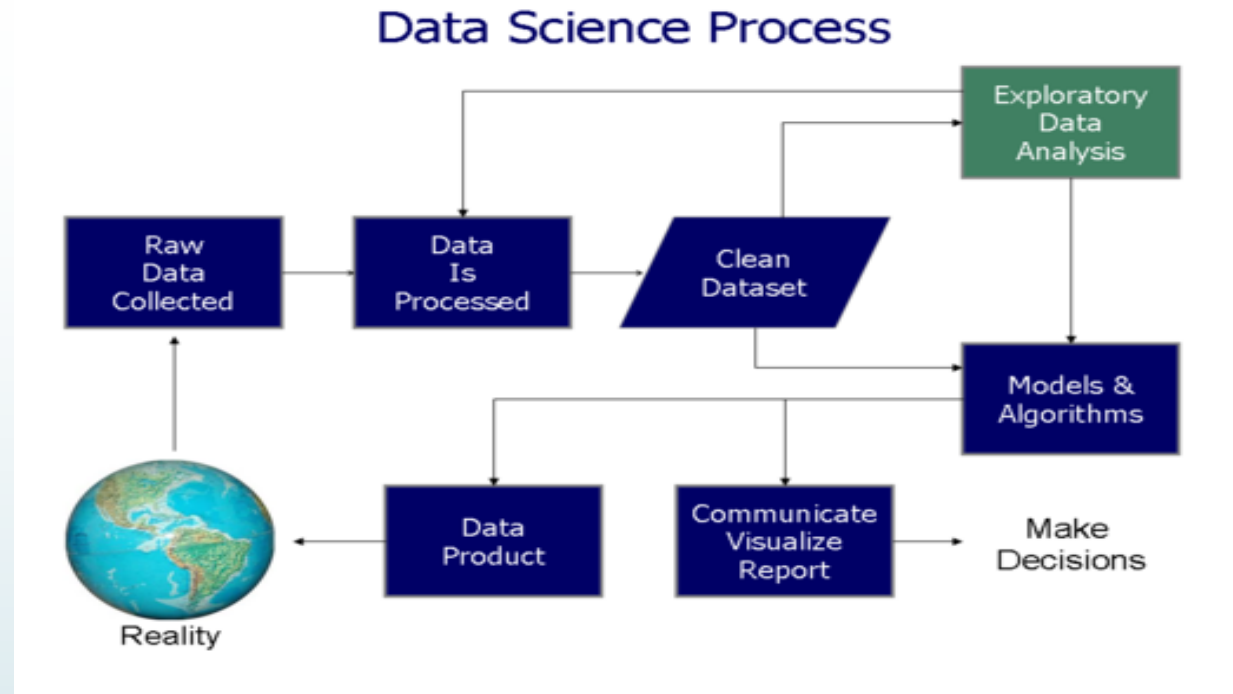 Data Science Process
Exploratory
Data
Analysis
Raw
Data
Collected
Data
Is
Processed
Clean
Dataset
Models &
Algorithms
Data
Product
Communicate
Visualize
Report
Make
Decisions
Reality